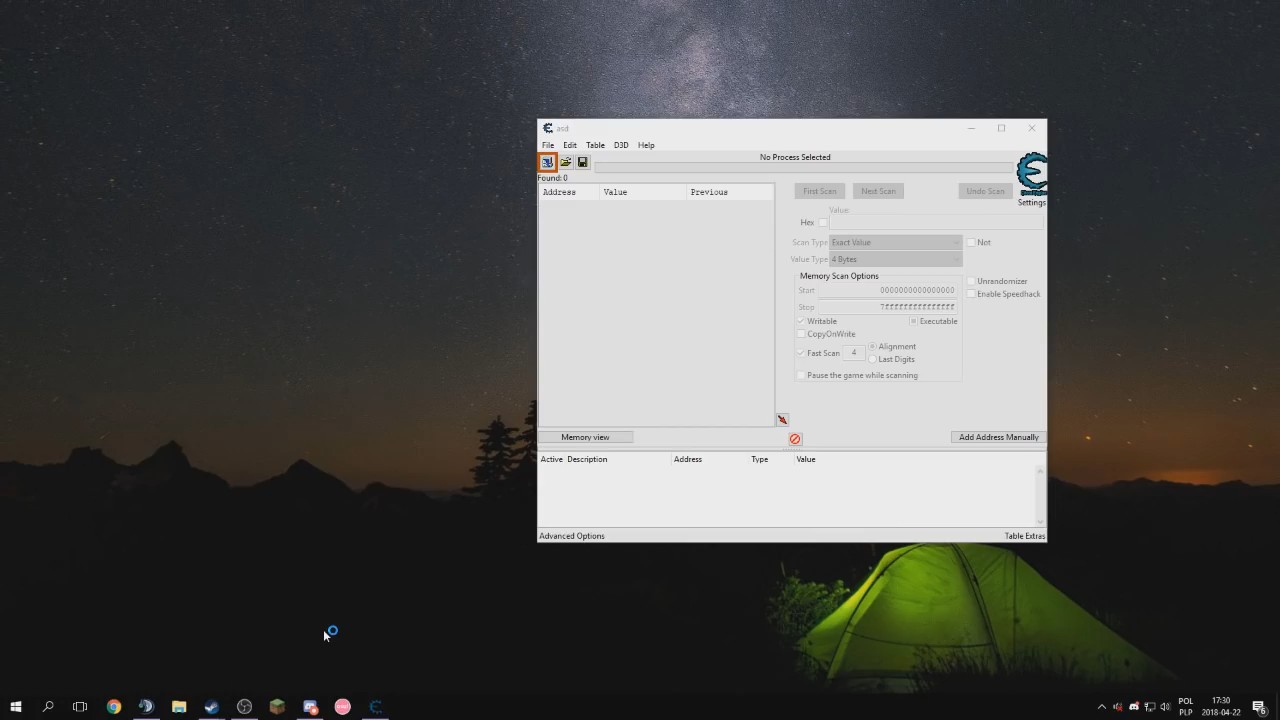 asd
File Edit Table D3D Help
No Process Selected
Found: 0
Address Value Previous
First Scan Next Scan Undo Scan
Settings
Value:
Hex
Scan Type Exact Value Not
Value Type 4 Bytes
Memory Scan Options
Unrandomizer
Start 0000000000000000
Enable Speedhack
Stop 7fffffffffffffff
Writable Executable
CopyOnWrite
Fast Scan 4 Alignment
Last Digits
Pause the game while scanning
Memory view Add Address Manually
Active Description Address Type Value
Advanced Options Table Extras
osu!
POL
PLP
17:30
2018-04-22